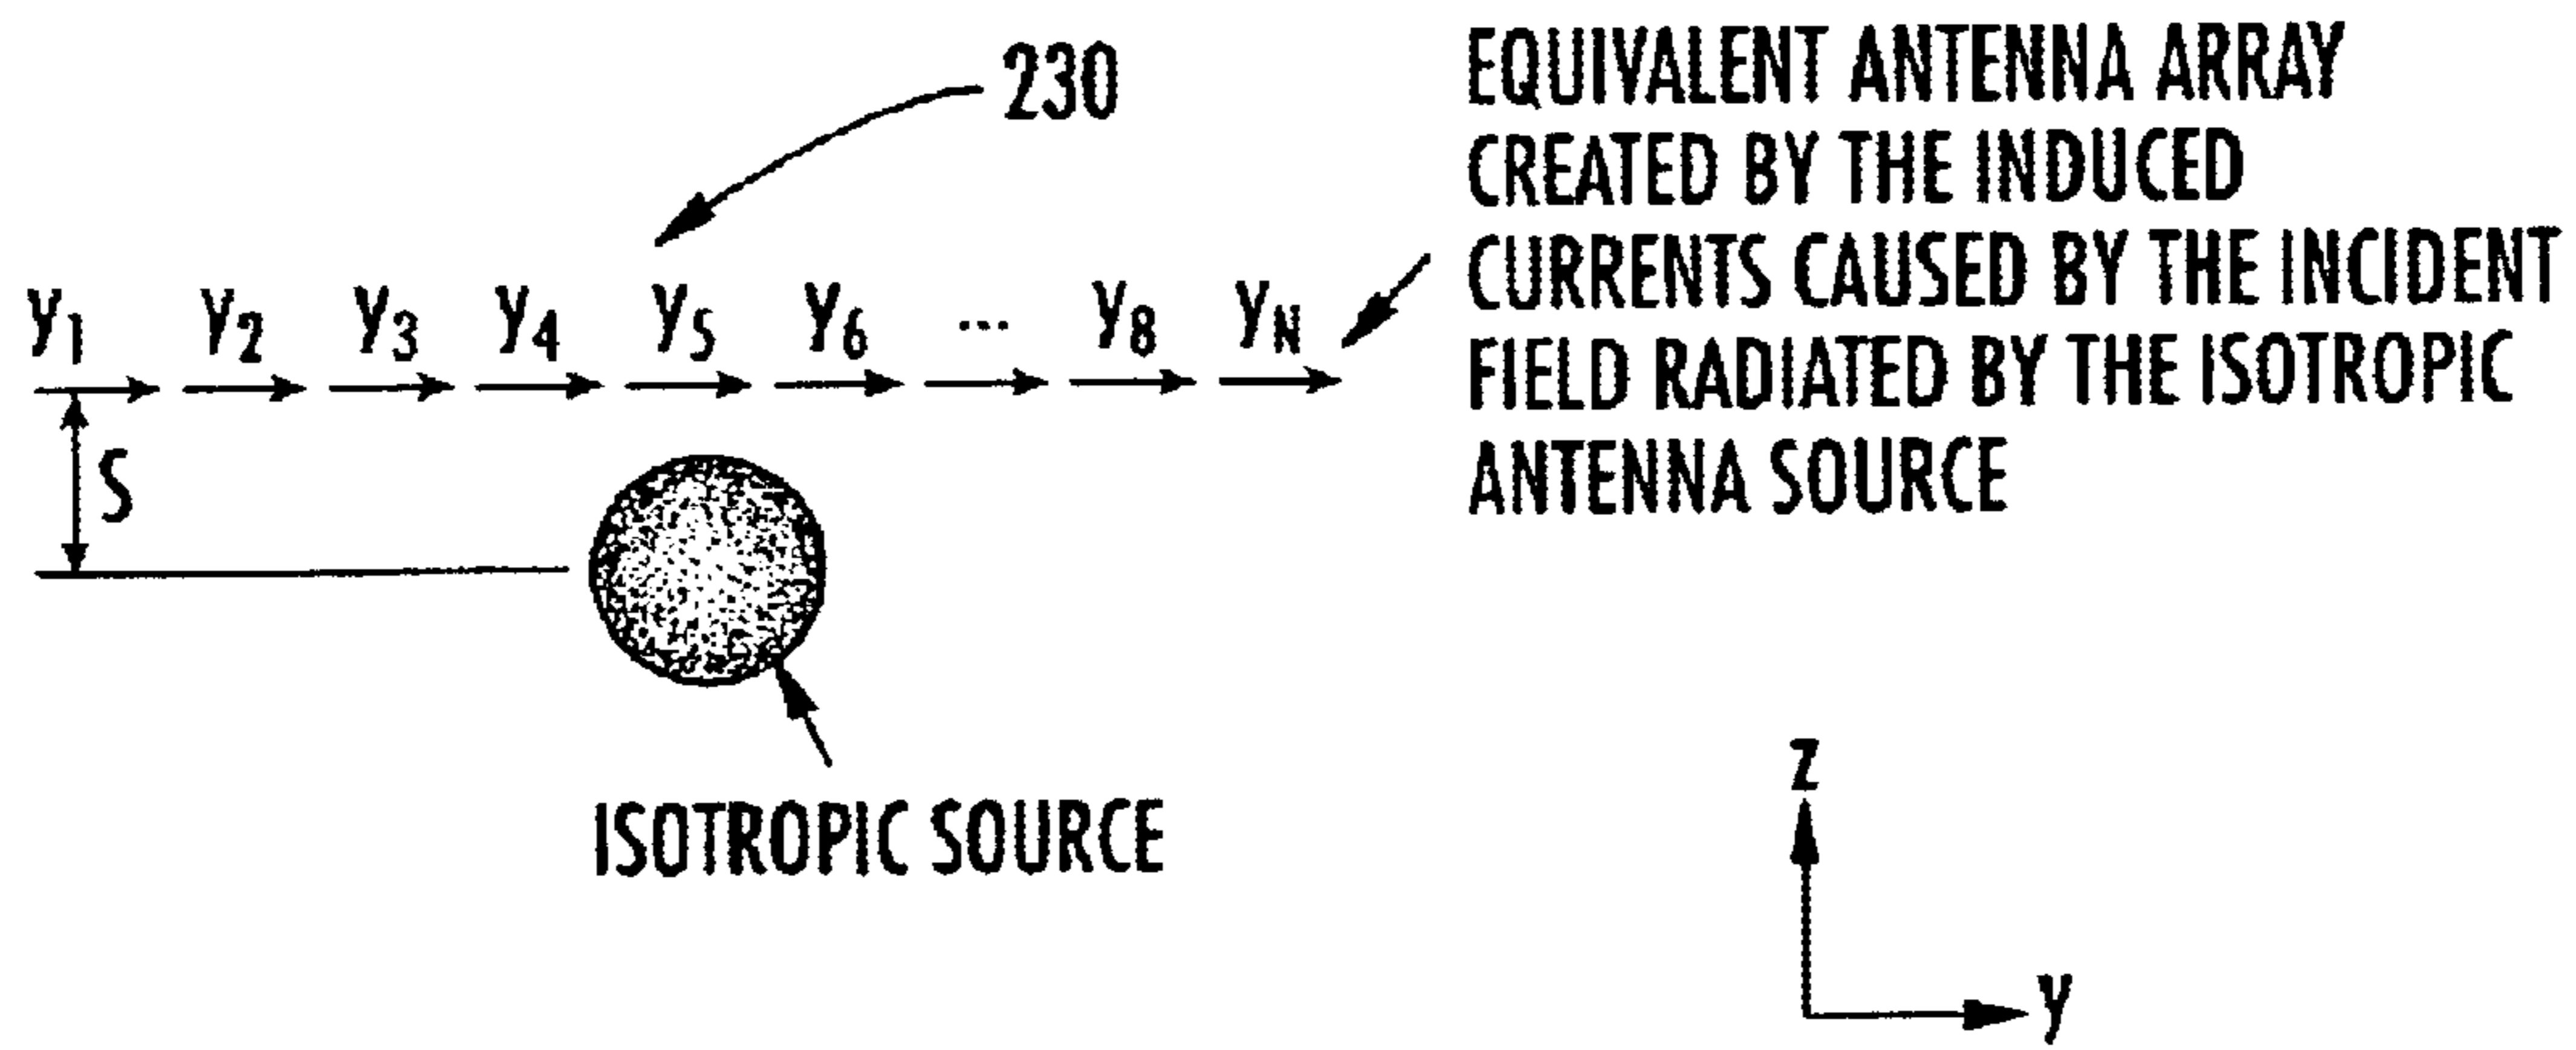 230
EQUIVALENT ANTENNA ARRAY
CREATED BY THE INDUCED
CURRENTS CAUSED BY THE INCIDENT
FIELD RADIATED BY THE ISOTROPIC
ANTENNA SOURCE
y1 y2 y3 y4 y5 y6 ... y8 yN
S
ISOTROPIC SOURCE
z
y